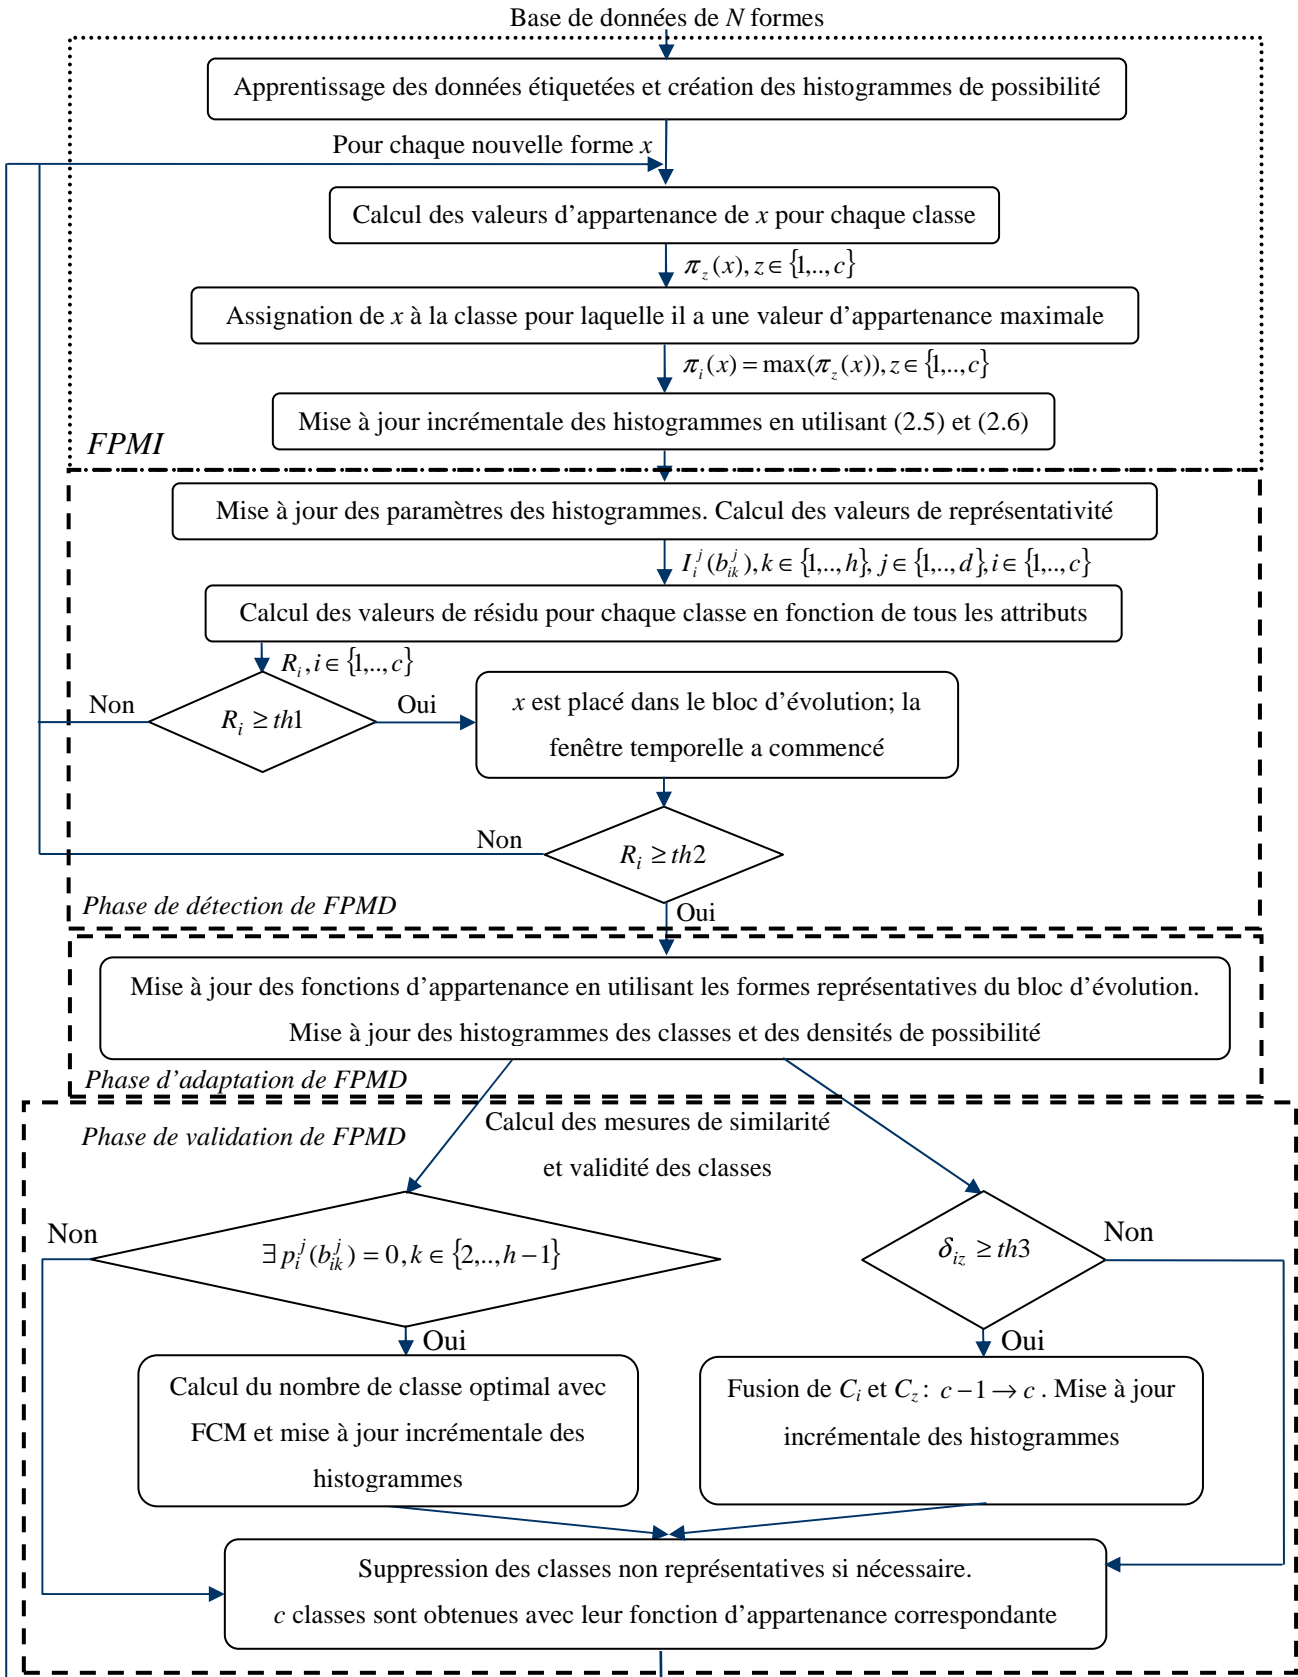 Base de données de N formes
Apprentissage des données étiquetées et création des histogrammes de possibilité
Pour chaque nouvelle forme x
Calcul des valeurs d'appartenance de x pour chaque classe
π_z(x), z ∈ {1,..,c}
Assignation de x à la classe pour laquelle il a une valeur d'appartenance maximale
π_i(x) = max(π_z(x)), z ∈ {1,..,c}
Mise à jour incrémentale des histogrammes en utilisant (2.5) et (2.6)
FPMI
Mise à jour des paramètres des histogrammes. Calcul des valeurs de représentativité
I_i^j(b_{ik}^j), k ∈ {1,..,h}, j ∈ {1,..,d}, i ∈ {1,..,c}
Calcul des valeurs de résidu pour chaque classe en fonction de tous les attributs
R_i, i ∈ {1,..,c}
Non
R_i ≥ th1
Oui
x est placé dans le bloc d'évolution; la
fenêtre temporelle a commencé
Non
R_i ≥ th2
Oui
Phase de détection de FPMD
Mise à jour des fonctions d'appartenance en utilisant les formes représentatives du bloc d'évolution.
Mise à jour des histogrammes des classes et des densités de possibilité
Phase d'adaptation de FPMD
Phase de validation de FPMD
Calcul des mesures de similarité
et validité des classes
Non
∃ p_i^j(b_{ik}^j) = 0, k ∈ {2,..,h−1}
Oui
δ_{iz} ≥ th3
Non
Oui
Calcul du nombre de classe optimal avec
FCM et mise à jour incrémentale des
histogrammes
Fusion de C_i et C_z : c −1 → c . Mise à jour
incrémentale des histogrammes
Suppression des classes non représentatives si nécessaire.
c classes sont obtenues avec leur fonction d'appartenance correspondante